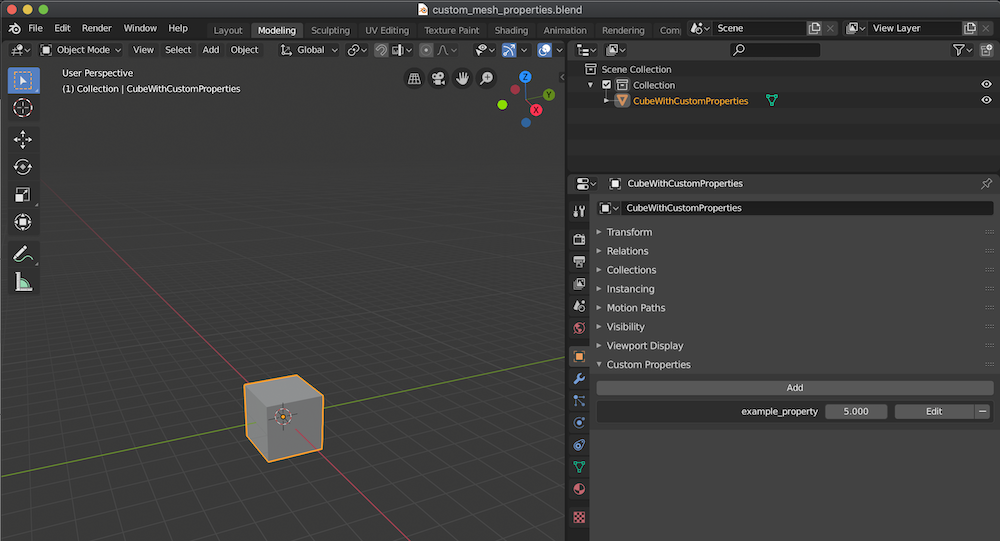 custom_mesh_properties.blend
File Edit Render Window Help Layout Modeling Sculpting UV Editing Texture Paint Shading Animation Rendering Com Scene View Layer
Object Mode View Select Add Object Global
User Perspective
(1) Collection | CubeWithCustomProperties
Z
Y
X
Scene Collection
Collection
CubeWithCustomProperties
CubeWithCustomProperties
CubeWithCustomProperties
Transform
Relations
Collections
Instancing
Motion Paths
Visibility
Viewport Display
Custom Properties
Add
example_property 5.000 Edit